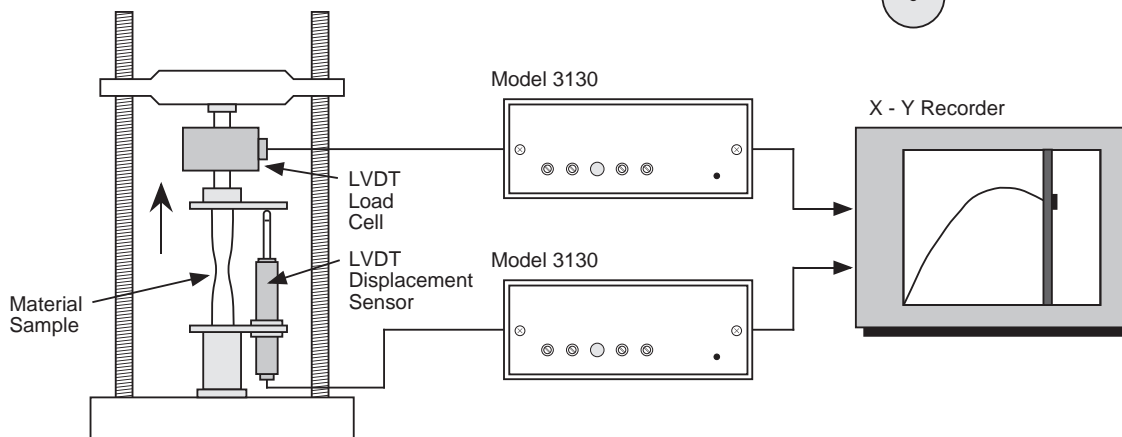 Model 3130
X - Y Recorder
LVDT
Load
Cell
Model 3130
LVDT
Displacement
Sensor
Material
Sample